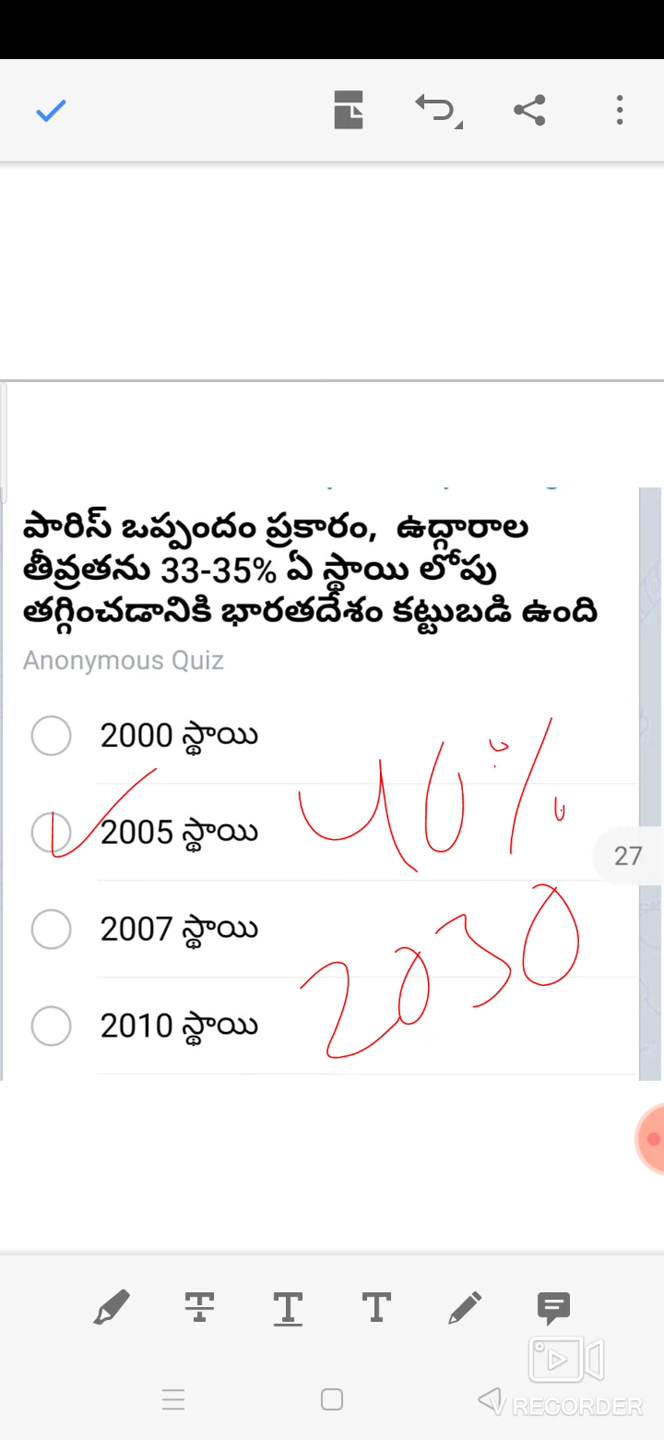 పారిస్ ఒప్పందం ప్రకారం,  ఉద్గారాల
తీవ్రతను 33-35% ఏ స్థాయి లోపు
తగ్గించడానికి భారతదేశం కట్టుబడి ఉంది
Anonymous Quiz
2000 స్థాయి
40%
2005 స్థాయి
27
2007 స్థాయి
2030
2010 స్థాయి
T
T
T
V RECORDER